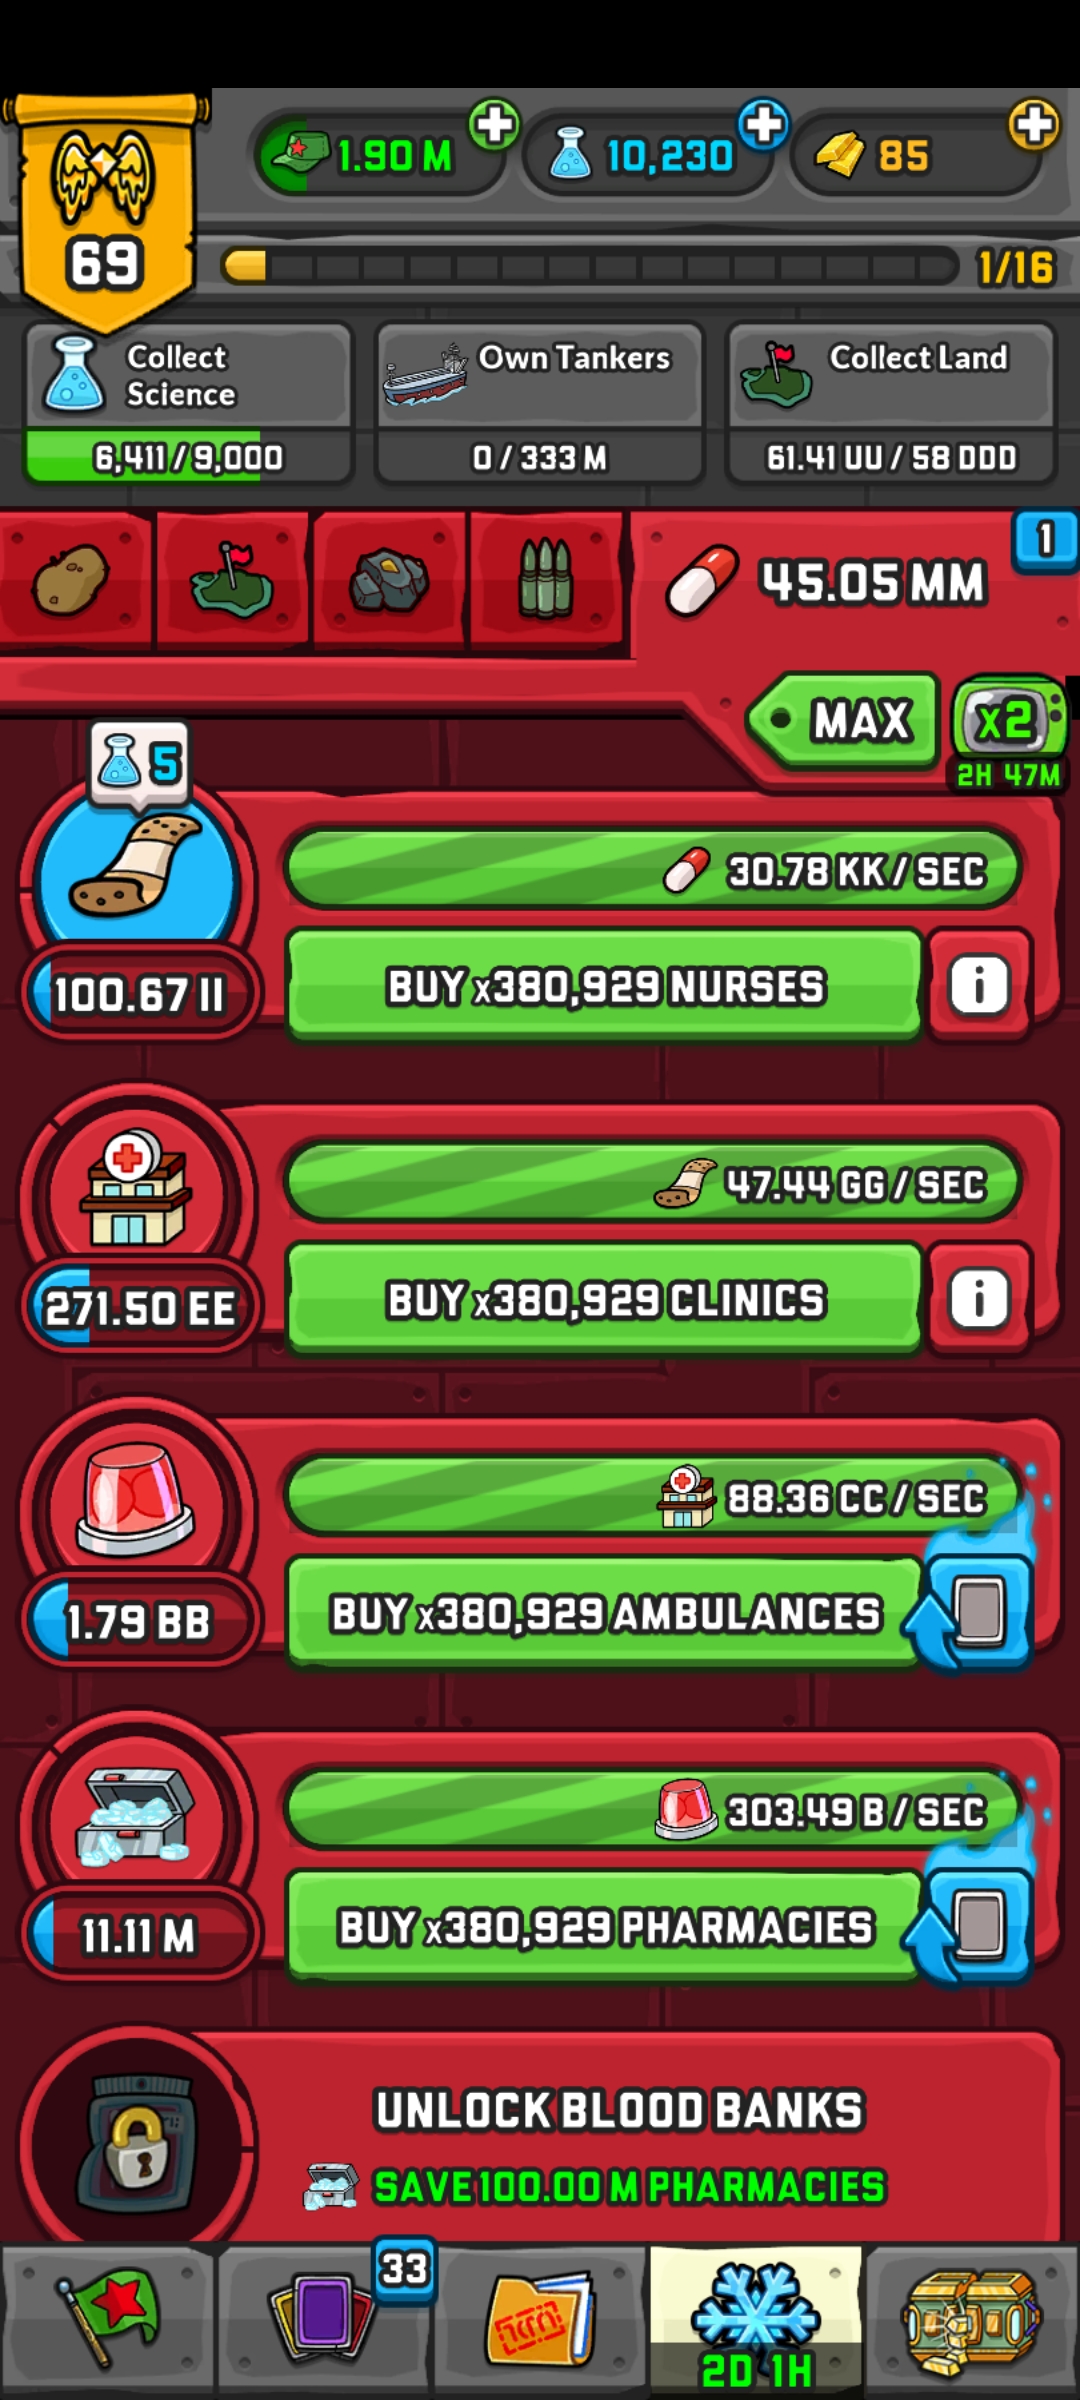 69
1.90 M
10,230
85
1/16
Collect
Science
6,411/9,000
Own Tankers
0/333 M
Collect Land
61.41 UU/58 DDD
45.05 MM
1
MAX
x2
2H 47M
5
30.78 KK/SEC
100.67 II
BUY x380,929 NURSES
i
47.44 GG/SEC
271.50 EE
BUY x380,929 CLINICS
i
88.36 CC/SEC
1.79 BB
BUY x380,929 AMBULANCES
303.49 B/SEC
11.11 M
BUY x380,929 PHARMACIES
UNLOCK BLOOD BANKS
SAVE 100.00 M PHARMACIES
33
2D 1H